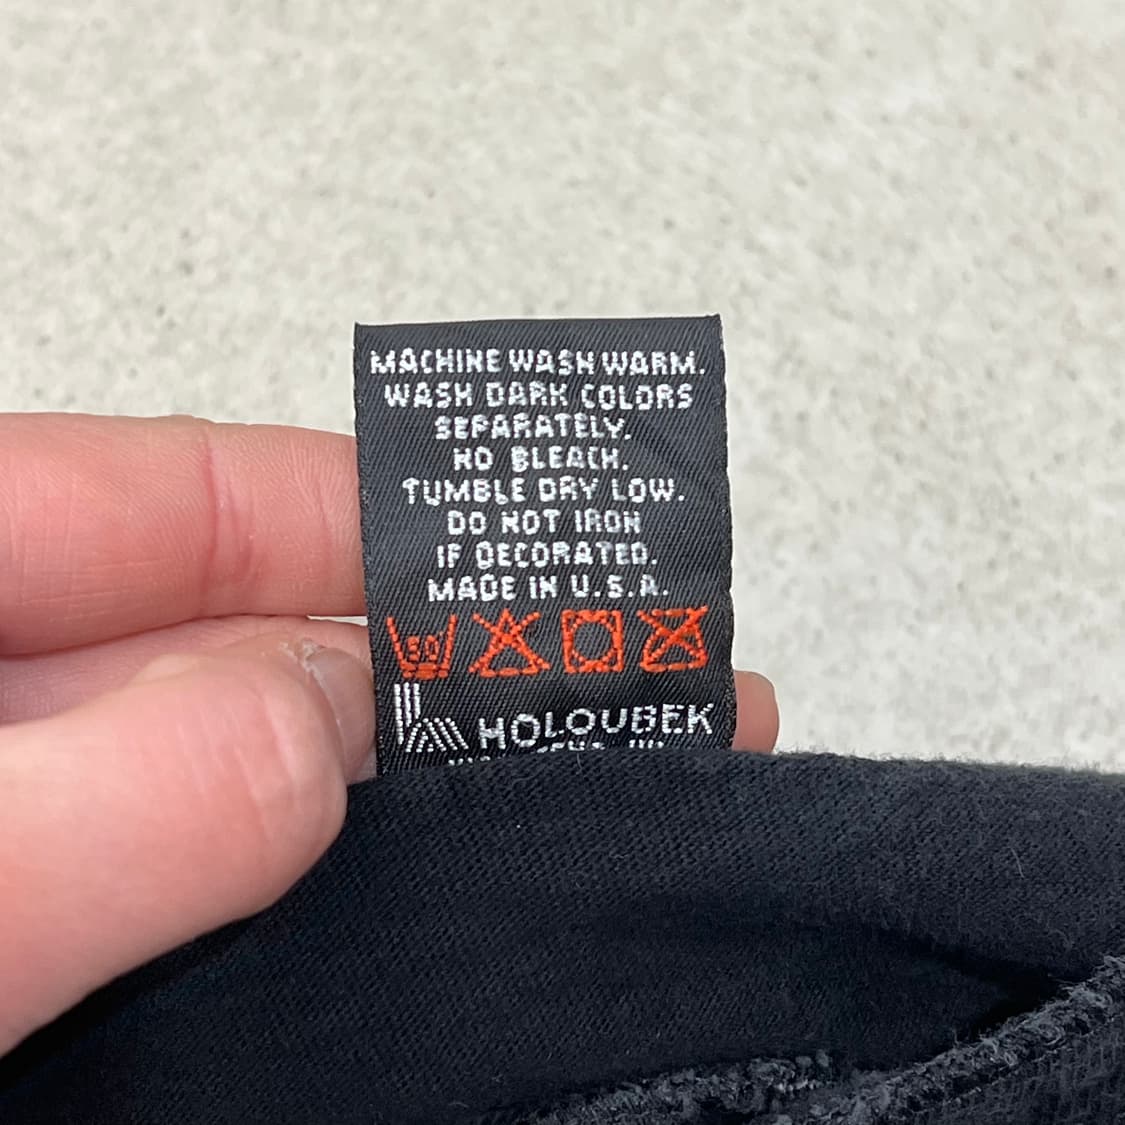 MACHINE WASH WARM.
WASH DARK COLORS
SEPARATELY.
NO BLEACH.
TUMBLE DRY LOW.
DO NOT IRON
IF DECORATED.
MADE IN U.S.A.
HOLOUBEK